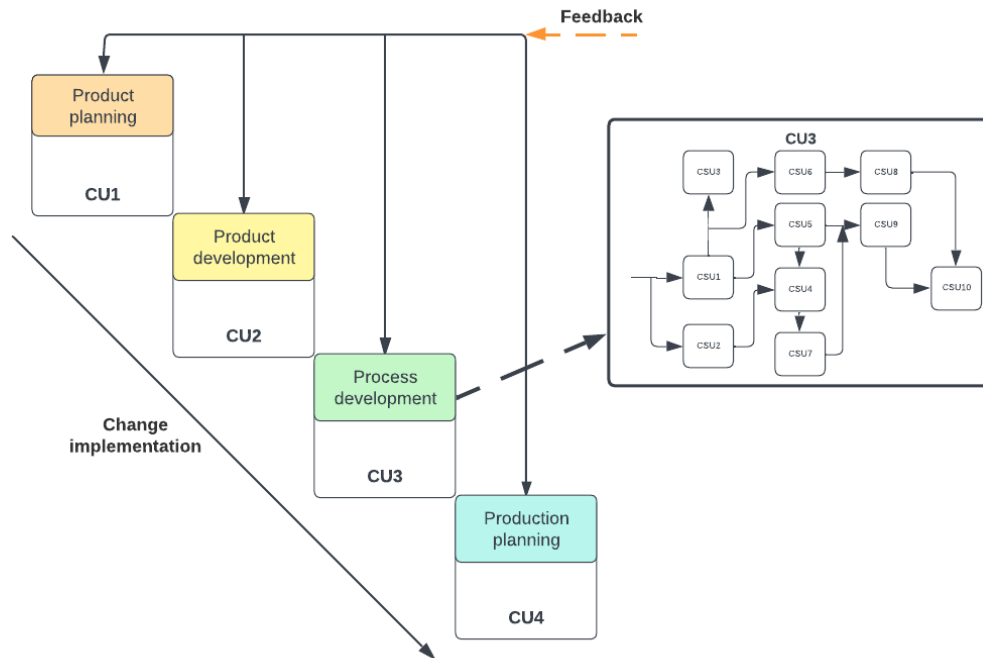 Feedback
Product
planning
CU1
Product
development
CU2
Process
development
CU3
Production
planning
CU4
Change
implementation
CU3
CSU3
CSU6
CSU8
CSU5
CSU9
CSU1
CSU4
CSU10
CSU2
CSU7